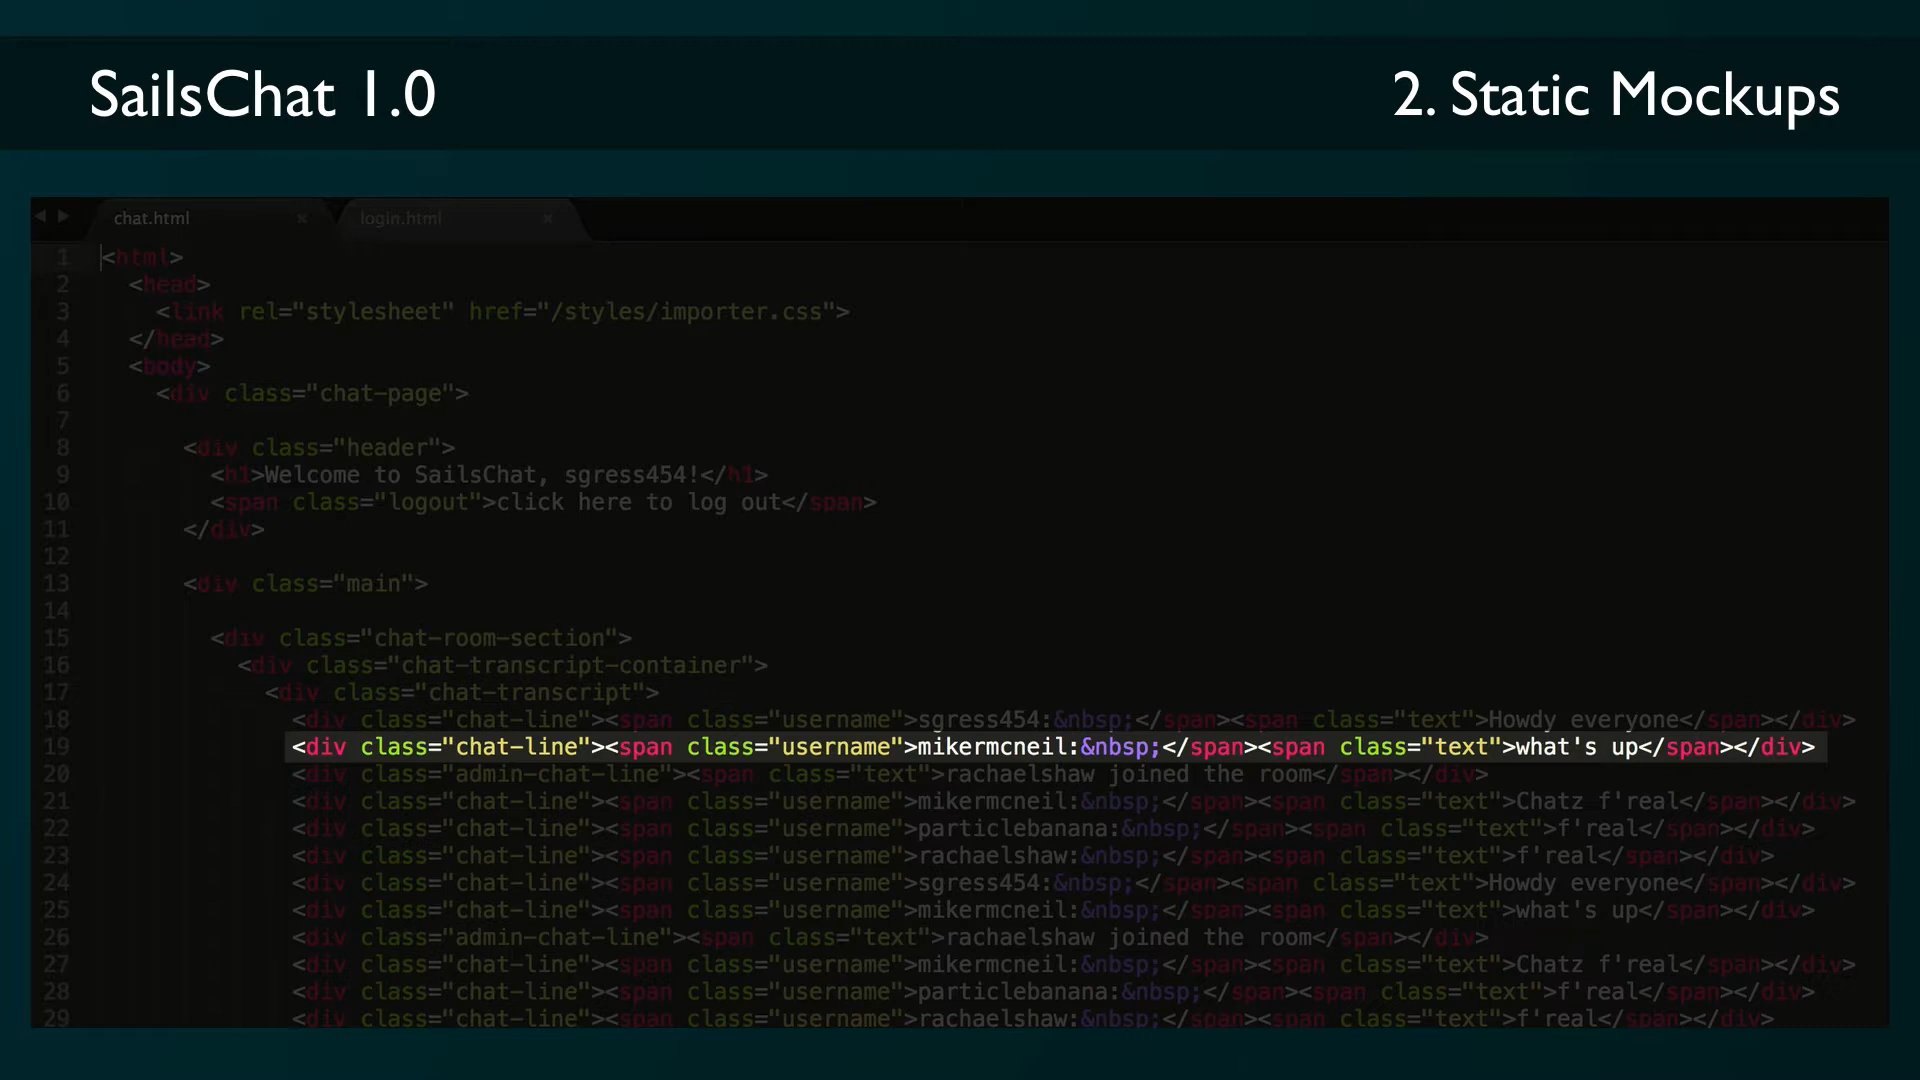 SailsChat 1.0
2. Static Mockups
chat.html × login.html ×
1 <html>
2 <head>
3 <link rel="stylesheet" href="/styles/importer.css">
4 </head>
5 <body>
6 <div class="chat-page">
7
8 <div class="header">
9 <h1>Welcome to SailsChat, sgress454!</h1>
10 <span class="logout">click here to log out</span>
11 </div>
12
13 <div class="main">
14
15 <div class="chat-room-section">
16 <div class="chat-transcript-container">
17 <div class="chat-transcript">
18 <div class="chat-line"><span class="username">sgress454:&nbsp;</span><span class="text">Howdy everyone</span></div>
19 <div class="chat-line"><span class="username">mikermcneil:&nbsp;</span><span class="text">what's up</span></div>
20 <div class="admin-chat-line"><span class="text">rachaelshaw joined the room</span></div>
21 <div class="chat-line"><span class="username">mikermcneil:&nbsp;</span><span class="text">Chatz f'real</span></div>
22 <div class="chat-line"><span class="username">particlebanana:&nbsp;</span><span class="text">f'real</span></div>
23 <div class="chat-line"><span class="username">rachaelshaw:&nbsp;</span><span class="text">f'real</span></div>
24 <div class="chat-line"><span class="username">sgress454:&nbsp;</span><span class="text">Howdy everyone</span></div>
25 <div class="chat-line"><span class="username">mikermcneil:&nbsp;</span><span class="text">what's up</span></div>
26 <div class="admin-chat-line"><span class="text">rachaelshaw joined the room</span></div>
27 <div class="chat-line"><span class="username">mikermcneil:&nbsp;</span><span class="text">Chatz f'real</span></div>
28 <div class="chat-line"><span class="username">particlebanana:&nbsp;</span><span class="text">f'real</span></div>
29 <div class="chat-line"><span class="username">rachaelshaw:&nbsp;</span><span class="text">f'real</span></div>